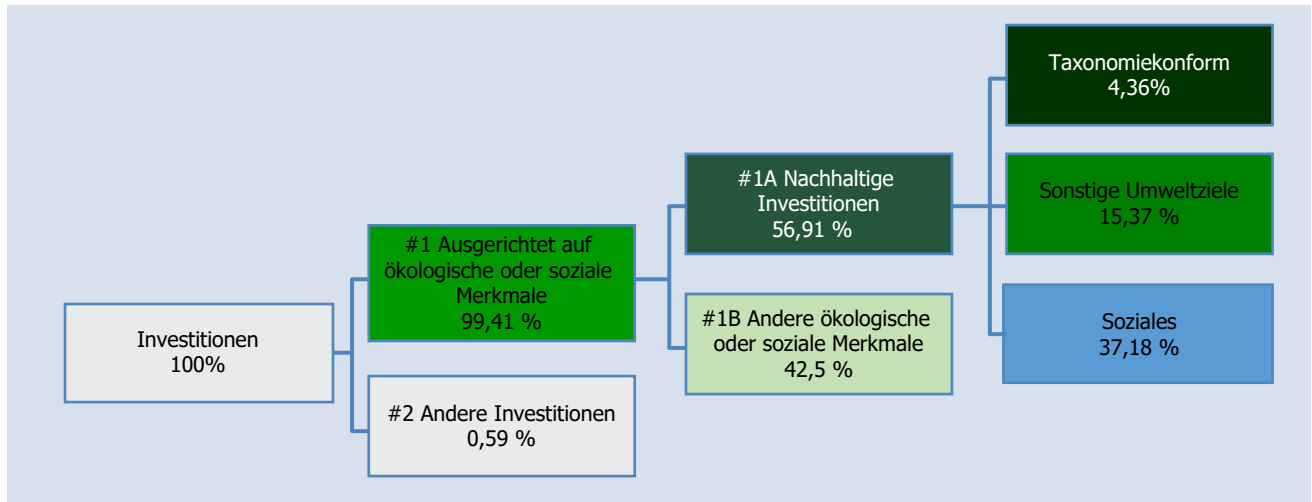 Investitionen
100%
#1 Ausgerichtet auf
ökologische oder soziale
Merkmale
99,41 %
#2 Andere Investitionen
0,59 %
#1A Nachhaltige
Investitionen
56,91 %
#1B Andere ökologische
oder soziale Merkmale
42,5 %
Taxonomiekonform
4,36%
Sonstige Umweltziele
15,37 %
Soziales
37,18 %